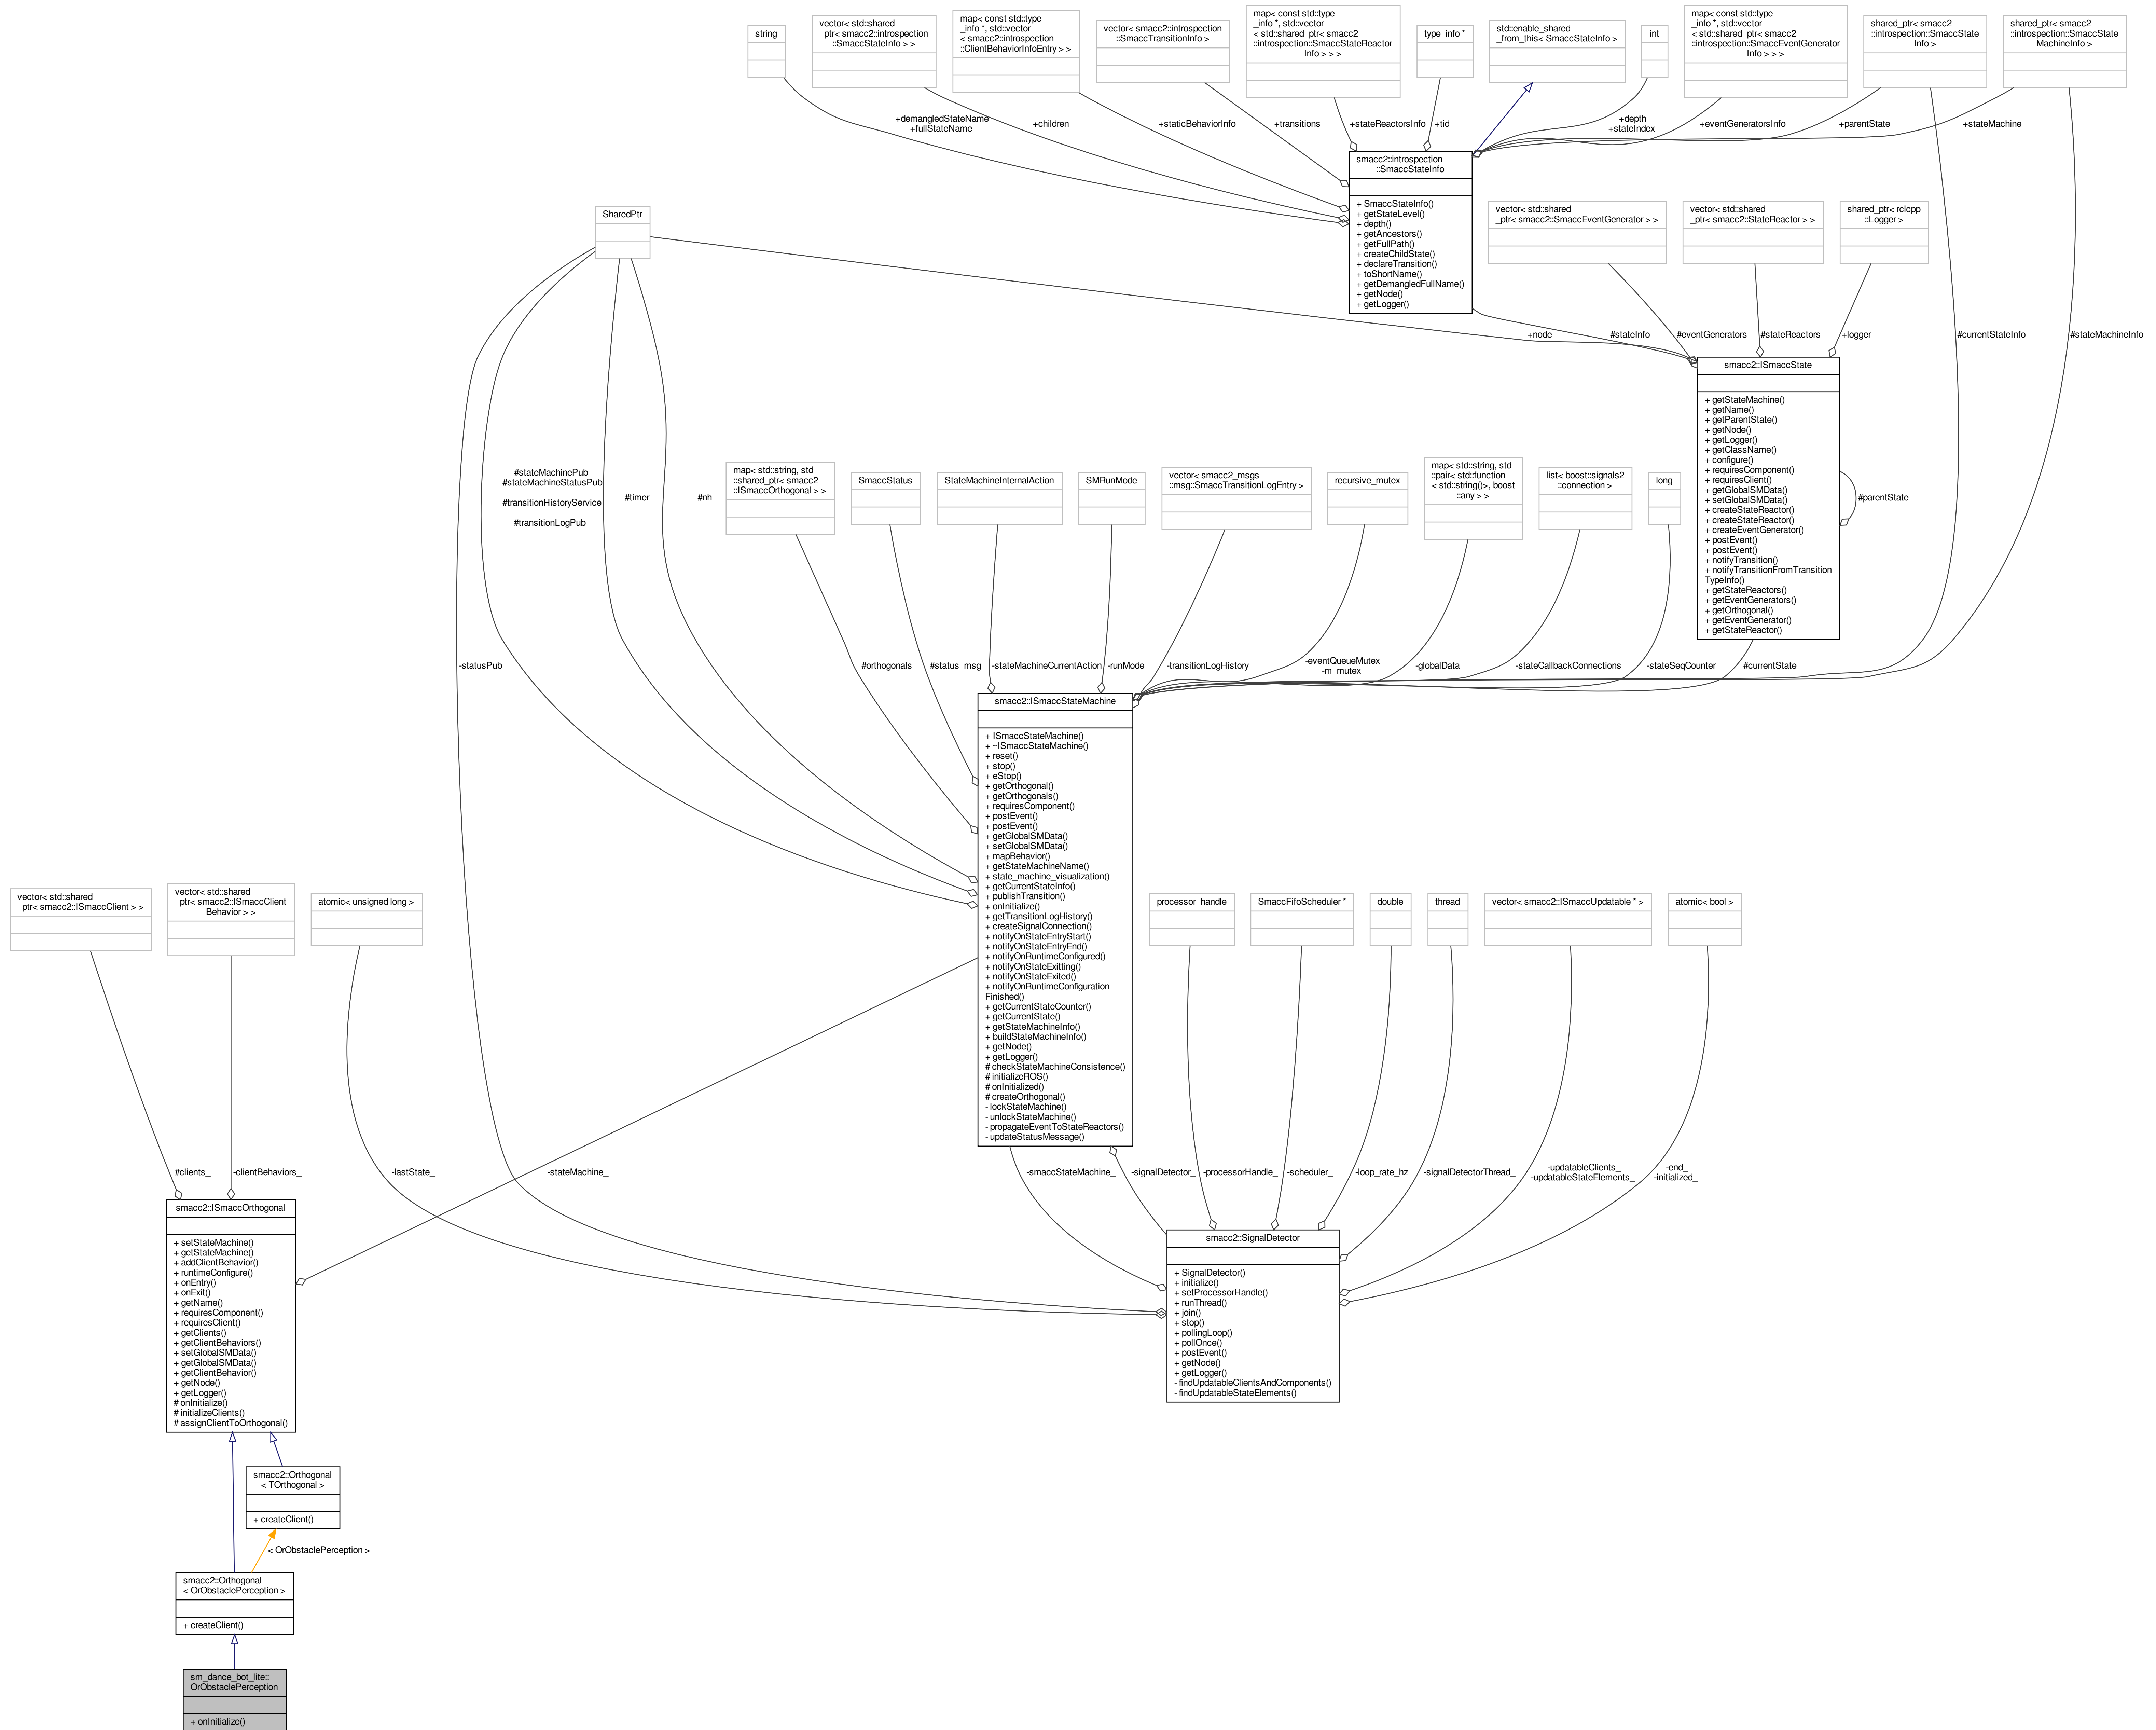 string
vector< std::shared
_ptr< smacc2::introspection
::SmaccStateInfo > >
map< const std::type
_info *, std::vector
< smacc2::introspection
::ClientBehaviorInfoEntry > >
vector< smacc2::introspection
::SmaccTransitionInfo >
map< const std::type
_info *, std::vector
< std::shared_ptr< smacc2
::introspection::SmaccStateReactor
Info > > >
type_info *
std::enable_shared
_from_this< SmaccStateInfo >
int
map< const std::type
_info *, std::vector
< std::shared_ptr< smacc2
::introspection::SmaccEventGenerator
Info > > >
shared_ptr< smacc2
::introspection::SmaccState
Info >
shared_ptr< smacc2
::introspection::SmaccState
MachineInfo >
+demangledStateName
+fullStateName
+children_
+staticBehaviorInfo
+transitions_
+stateReactorsInfo
+tid_
+depth_
+stateIndex_
+eventGeneratorsInfo
+parentState_
+stateMachine_
smacc2::introspection
::SmaccStateInfo
+ SmaccStateInfo()
+ getStateLevel()
+ depth()
+ getAncestors()
+ getFullPath()
+ createChildState()
+ declareTransition()
+ toShortName()
+ getDemangledFullName()
+ getNode()
+ getLogger()
SharedPtr
vector< std::shared
_ptr< smacc2::SmaccEventGenerator > >
vector< std::shared
_ptr< smacc2::StateReactor > >
shared_ptr< rclcpp
::Logger >
+node_
#stateInfo_
#eventGenerators_
#stateReactors_
+logger_
#currentStateInfo_
#stateMachineInfo_
smacc2::ISmaccState
+ getStateMachine()
+ getName()
+ getParentState()
+ getNode()
+ getLogger()
+ getClassName()
+ configure()
+ requiresComponent()
+ requiresClient()
+ getGlobalSMData()
+ setGlobalSMData()
+ createStateReactor()
+ createStateReactor()
+ createEventGenerator()
+ postEvent()
+ postEvent()
+ notifyTransition()
+ notifyTransitionFromTransition
TypeInfo()
+ getStateReactors()
+ getEventGenerators()
+ getOrthogonal()
+ getEventGenerator()
+ getStateReactor()
#parentState_
#stateMachinePub_
#stateMachineStatusPub
_
#transitionHistoryService
_
#transitionLogPub_
#timer_
#nh_
map< std::string, std
::shared_ptr< smacc2
::ISmaccOrthogonal > >
SmaccStatus
StateMachineInternalAction
SMRunMode
vector< smacc2_msgs
::msg::SmaccTransitionLogEntry >
recursive_mutex
map< std::string, std
::pair< std::function
< std::string()>, boost
::any > >
list< boost::signals2
::connection >
long
-statusPub_
#orthogonals_
#status_msg_
-stateMachineCurrentAction
-runMode_
-transitionLogHistory_
-eventQueueMutex_
-m_mutex_
-globalData_
-stateCallbackConnections
-stateSeqCounter_
#currentState_
smacc2::ISmaccStateMachine
+ ISmaccStateMachine()
+ ~ISmaccStateMachine()
+ reset()
+ stop()
+ eStop()
+ getOrthogonal()
+ getOrthogonals()
+ requiresComponent()
+ postEvent()
+ postEvent()
+ getGlobalSMData()
+ setGlobalSMData()
+ mapBehavior()
+ getStateMachineName()
+ state_machine_visualization()
+ getCurrentStateInfo()
+ publishTransition()
+ onInitialize()
+ getTransitionLogHistory()
+ createSignalConnection()
+ notifyOnStateEntryStart()
+ notifyOnStateEntryEnd()
+ notifyOnRuntimeConfigured()
+ notifyOnStateExitting()
+ notifyOnStateExited()
+ notifyOnRuntimeConfiguration
Finished()
+ getCurrentStateCounter()
+ getCurrentState()
+ getStateMachineInfo()
+ buildStateMachineInfo()
+ getNode()
+ getLogger()
# checkStateMachineConsistence()
# initializeROS()
# onInitialized()
# createOrthogonal()
- lockStateMachine()
- unlockStateMachine()
- propagateEventToStateReactors()
- updateStatusMessage()
vector< std::shared
_ptr< smacc2::ISmaccClient > >
vector< std::shared
_ptr< smacc2::ISmaccClient
Behavior > >
atomic< unsigned long >
processor_handle
SmaccFifoScheduler *
double
thread
vector< smacc2::ISmaccUpdatable * >
atomic< bool >
#clients_
-clientBehaviors_
-lastState_
-stateMachine_
-smaccStateMachine_
-signalDetector_
-processorHandle_
-scheduler_
-loop_rate_hz
-signalDetectorThread_
-updatableClients_
-updatableStateElements_
-end_
-initialized_
smacc2::ISmaccOrthogonal
+ setStateMachine()
+ getStateMachine()
+ addClientBehavior()
+ runtimeConfigure()
+ onEntry()
+ onExit()
+ getName()
+ requiresComponent()
+ requiresClient()
+ getClients()
+ getClientBehaviors()
+ setGlobalSMData()
+ getGlobalSMData()
+ getClientBehavior()
+ getNode()
+ getLogger()
# onInitialize()
# initializeClients()
# assignClientToOrthogonal()
smacc2::SignalDetector
+ SignalDetector()
+ initialize()
+ setProcessorHandle()
+ runThread()
+ join()
+ stop()
+ pollingLoop()
+ pollOnce()
+ postEvent()
+ getNode()
+ getLogger()
- findUpdatableClientsAndComponents()
- findUpdatableStateElements()
smacc2::Orthogonal
< TOrthogonal >
+ createClient()
< OrObstaclePerception >
smacc2::Orthogonal
< OrObstaclePerception >
+ createClient()
sm_dance_bot_lite::
OrObstaclePerception
+ onInitialize()